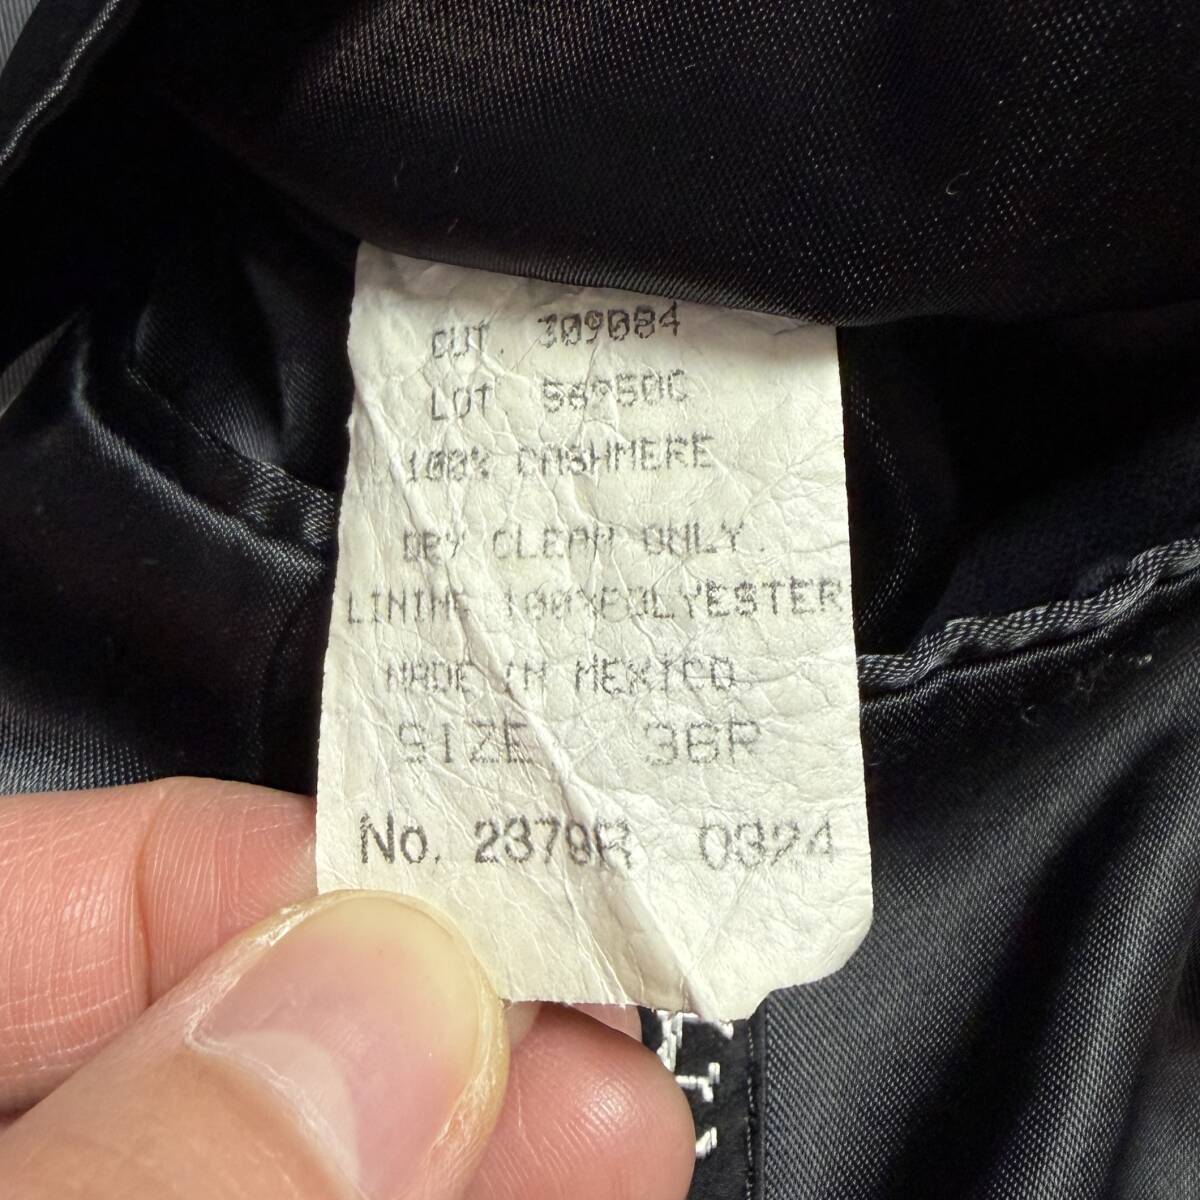 CUT. 309084
LOT 56950C
100% CASHMERE
DRY CLEAN ONLY.
LINING 100%POLYESTER
MADE IN MEXICO
SIZE 36R
No. 2379R 0324